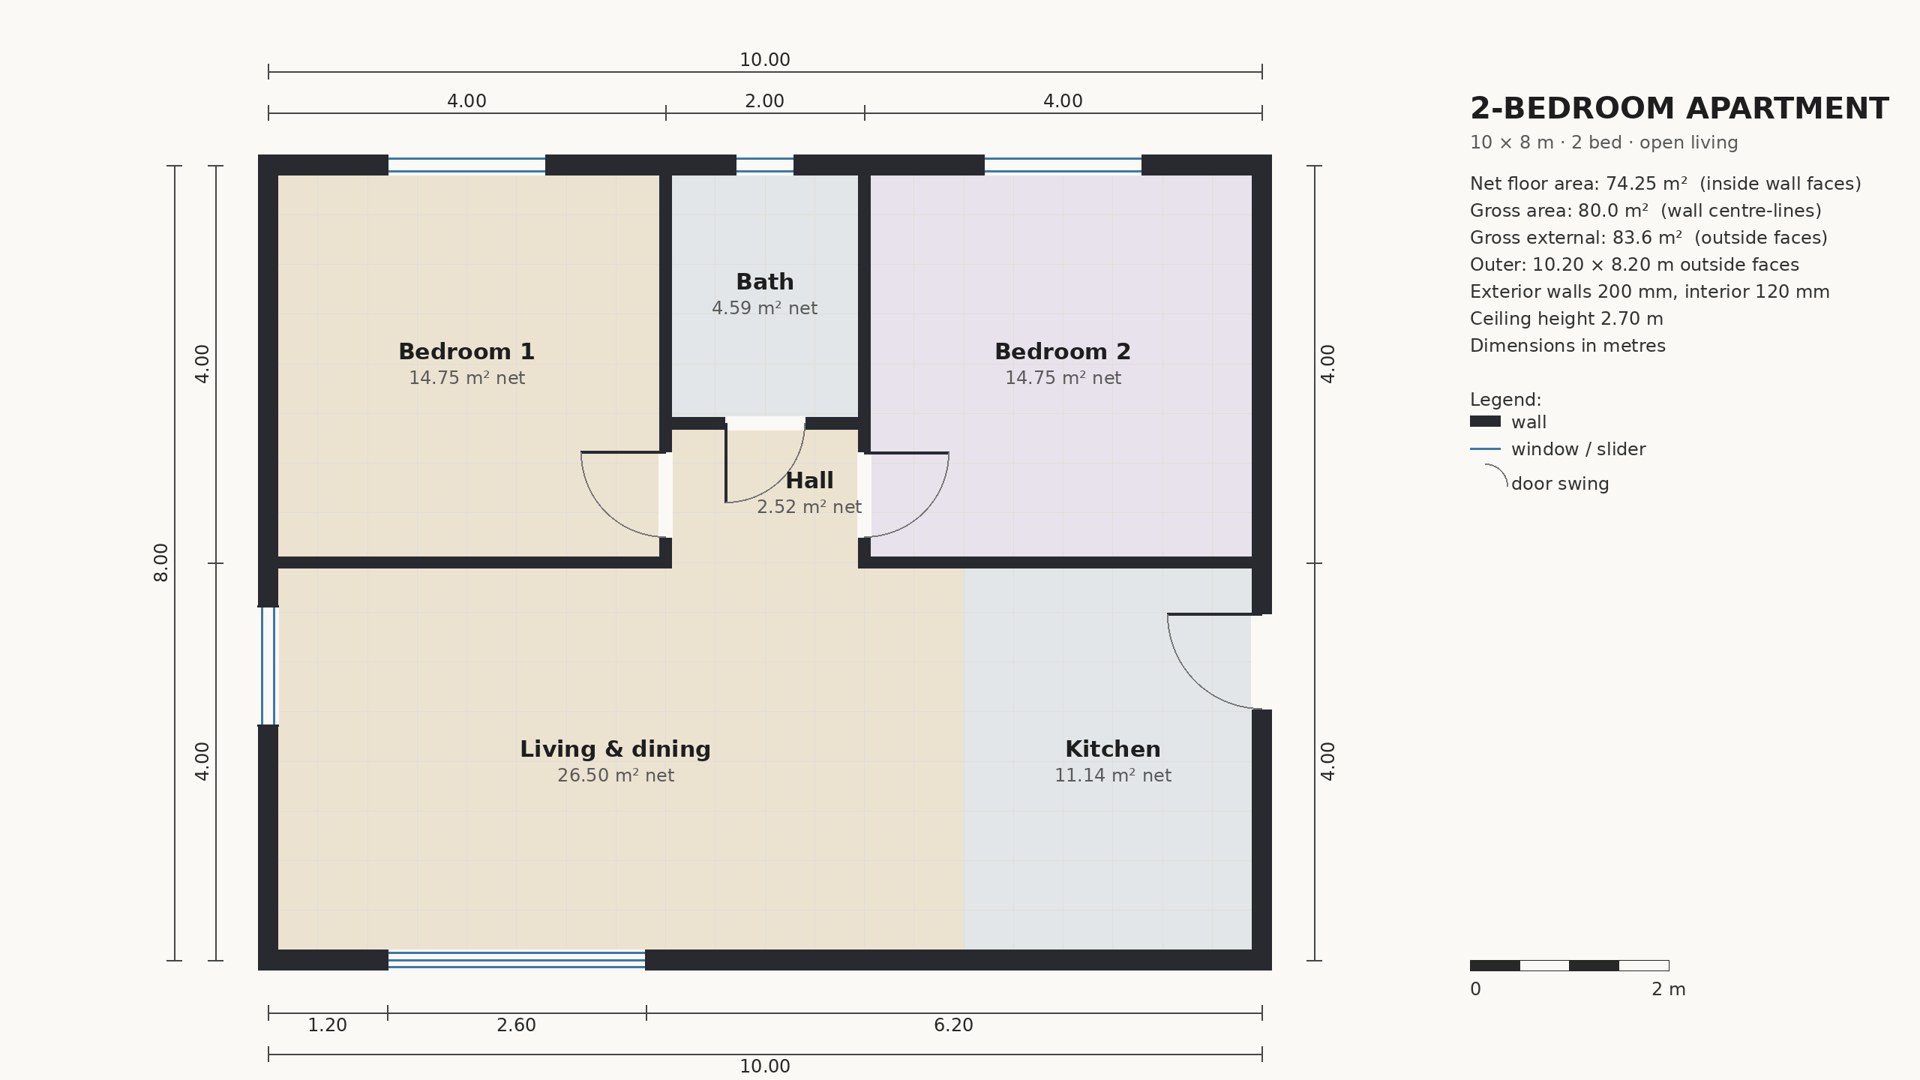 10.00
4.00
2.00
4.00
2-BEDROOM APARTMENT
10 × 8 m · 2 bed · open living
Net floor area: 74.25 m² (inside wall faces)
Gross area: 80.0 m² (wall centre-lines)
Gross external: 83.6 m² (outside faces)
Outer: 10.20 × 8.20 m outside faces
Exterior walls 200 mm, interior 120 mm
Ceiling height 2.70 m
Dimensions in metres
Legend:
wall
window / slider
door swing
Bath
4.59 m² net
Bedroom 1
14.75 m² net
Bedroom 2
14.75 m² net
4.00
4.00
Hall
2.52 m² net
8.00
Living & dining
26.50 m² net
Kitchen
11.14 m² net
4.00
4.00
0
2 m
1.20
2.60
6.20
10.00